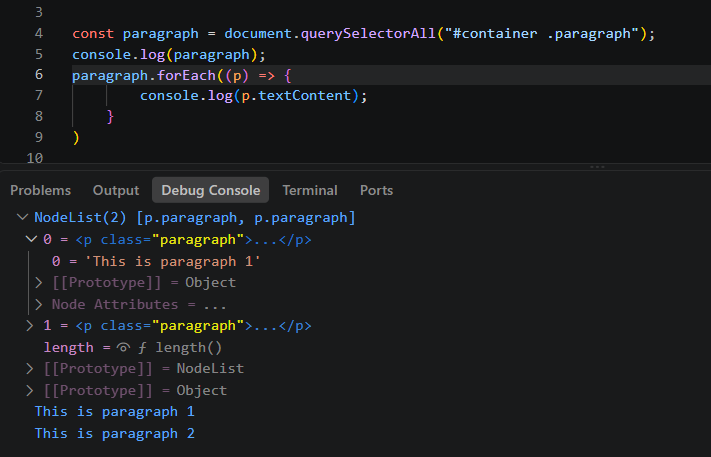 3
4 const paragraph = document.querySelectorAll("#container .paragraph");
5 console.log(paragraph);
6 paragraph.forEach((p) => {
7 console.log(p.textContent);
8 }
9 )
10
Problems Output Debug Console Terminal Ports
NodeList(2) [p.paragraph, p.paragraph]
0 = <p class="paragraph">...</p>
0 = 'This is paragraph 1'
[[Prototype]] = Object
Node Attributes = ...
1 = <p class="paragraph">...</p>
length = ƒ length()
[[Prototype]] = NodeList
[[Prototype]] = Object
This is paragraph 1
This is paragraph 2